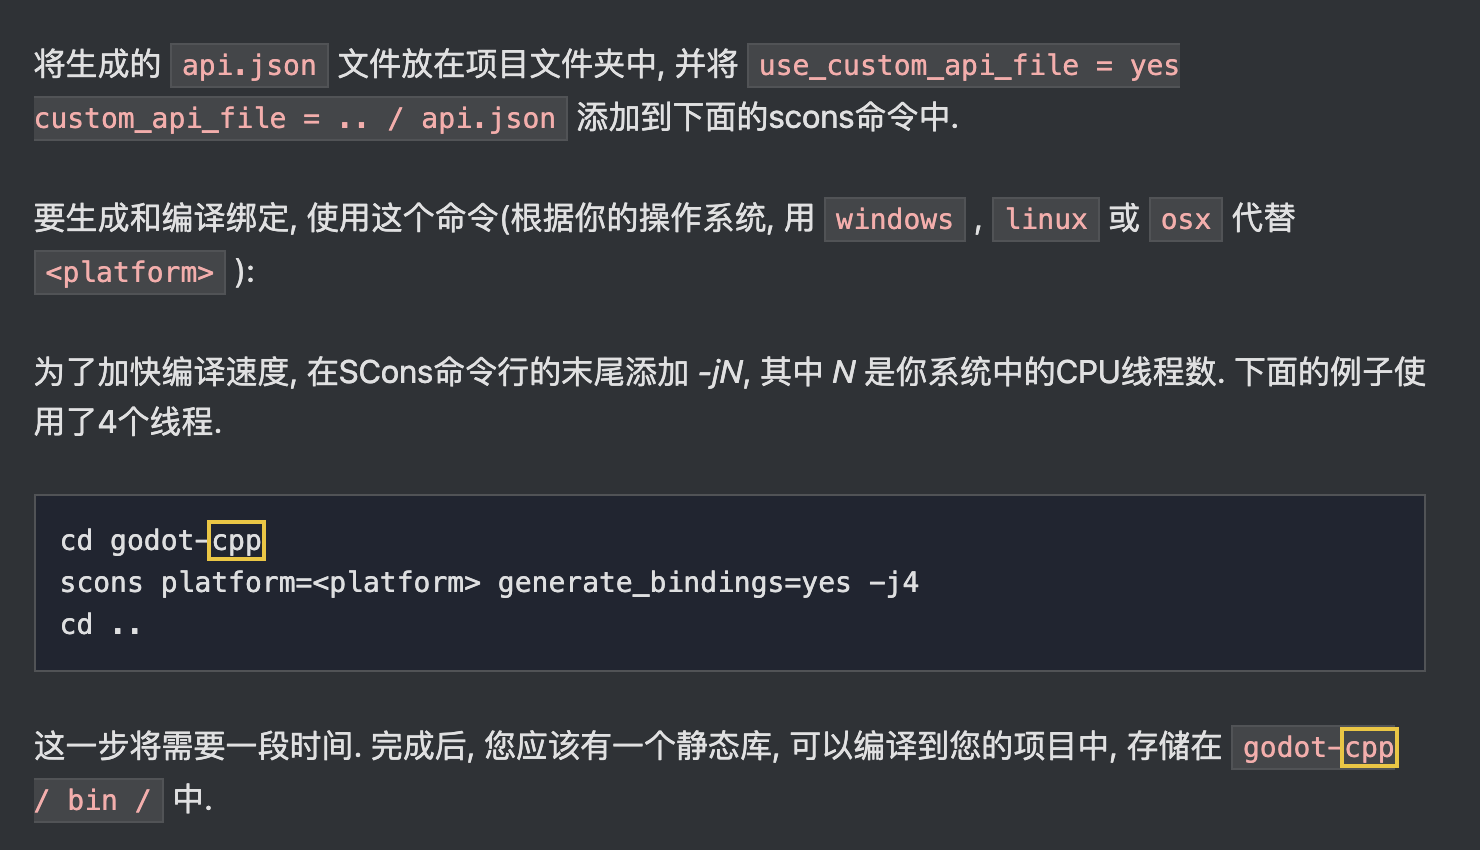 将生成的 api.json 文件放在项目文件夹中, 并将 use_custom_api_file = yes
custom_api_file = .. / api.json 添加到下面的scons命令中.
要生成和编译绑定, 使用这个命令(根据你的操作系统, 用 windows , linux 或 osx 代替
<platform> ):
为了加快编译速度, 在SCons命令行的末尾添加 -jN, 其中 N 是你系统中的CPU线程数. 下面的例子使
用了4个线程.
cd godot-cpp
scons platform=<platform> generate_bindings=yes -j4
cd ..
这一步将需要一段时间. 完成后, 您应该有一个静态库, 可以编译到您的项目中, 存储在 godot-cpp
/ bin / 中.